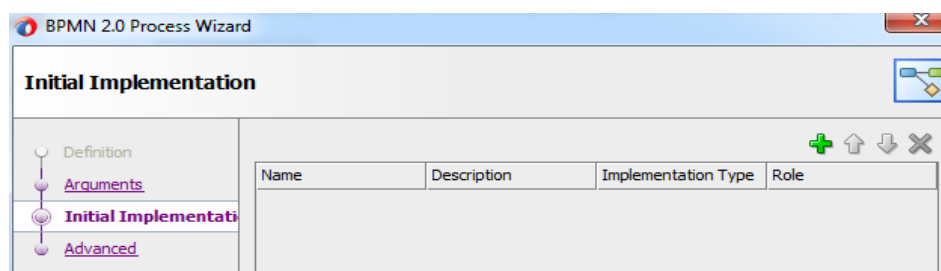 BPMN 2.0 Process Wizard
Initial Implementation
Definition
Arguments
Initial Implementati
Advanced
Name Description Implementation Type Role